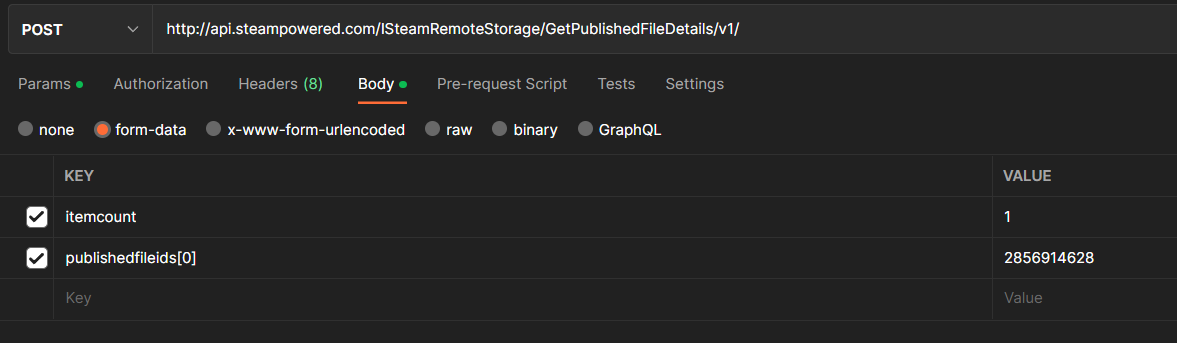 POST http://api.steampowered.com/ISteamRemoteStorage/GetPublishedFileDetails/v1/
Params Authorization Headers (8) Body Pre-request Script Tests Settings
none form-data x-www-form-urlencoded raw binary GraphQL
KEY VALUE
itemcount 1
publishedfileids[0] 2856914628
Key Value